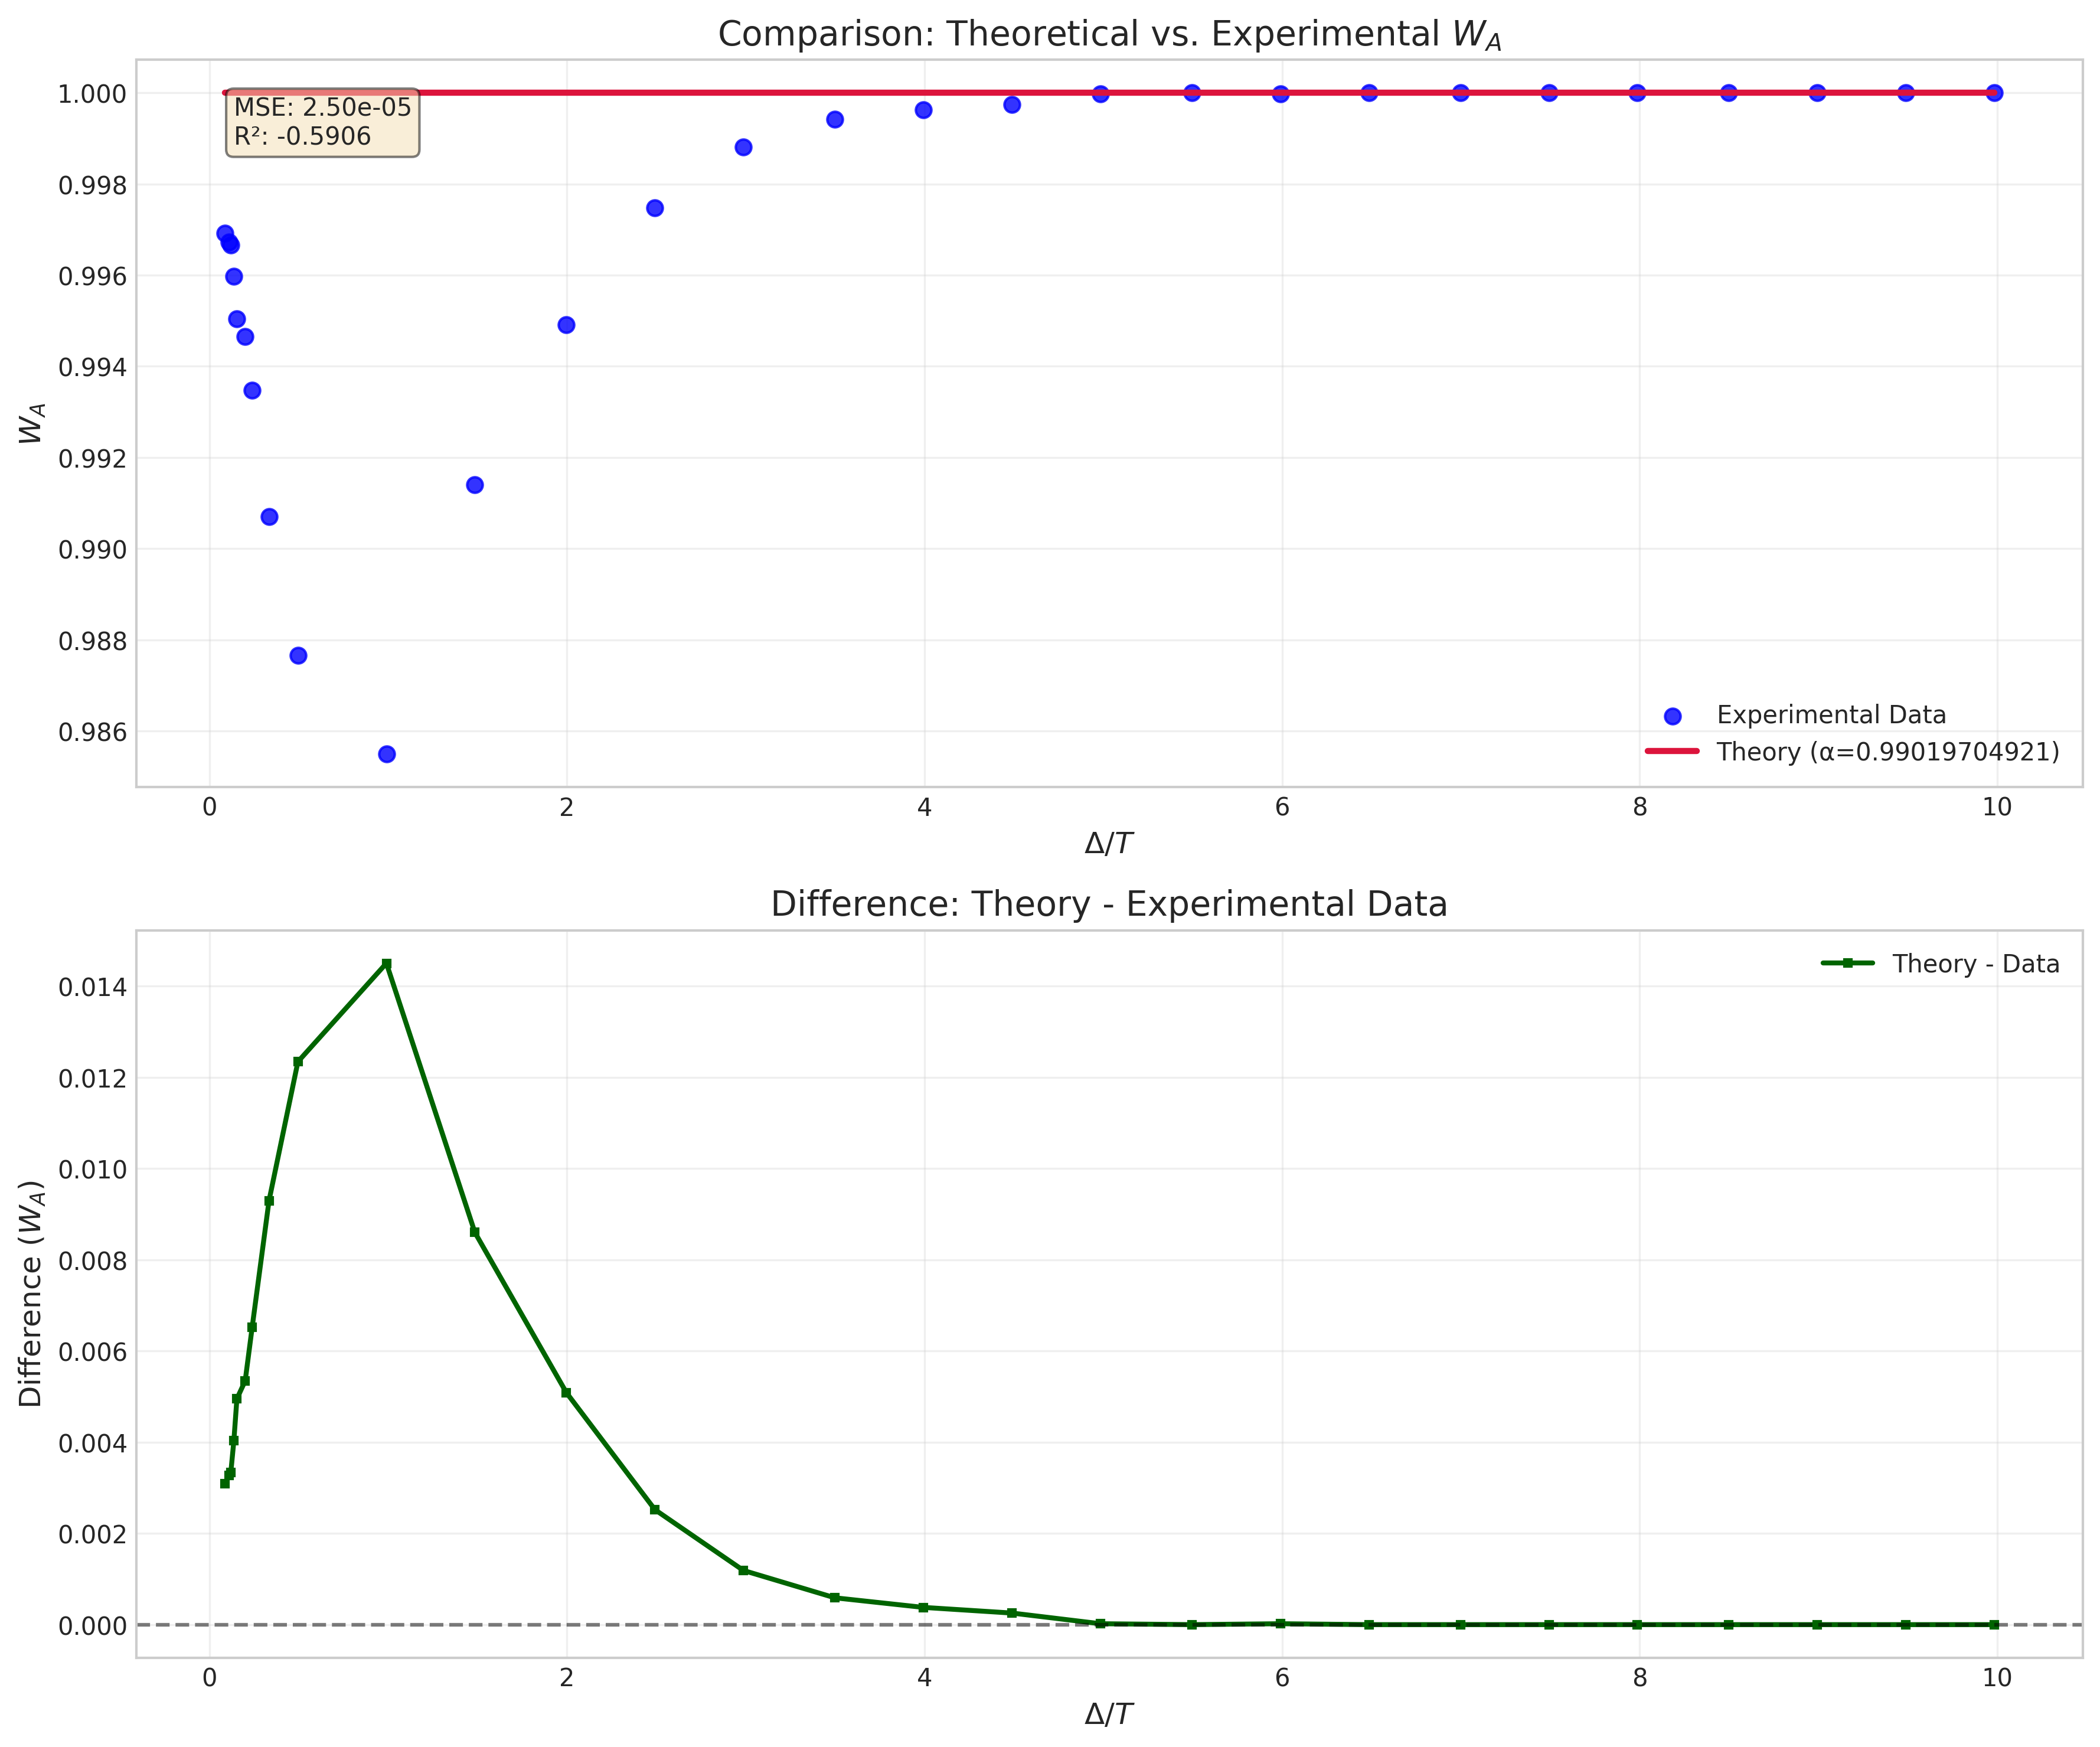 Comparison: Theoretical vs. Experimental W_A
1.000
0.998
0.996
0.994
0.992
0.990
0.988
0.986
W_A
MSE: 2.50e-05
R²: -0.5906
Experimental Data
Theory (α=0.99019704921)
0 2 4 6 8 10
Δ/T
Difference: Theory - Experimental Data
0.014
0.012
0.010
0.008
0.006
0.004
0.002
0.000
Difference (W_A)
Theory - Data
0 2 4 6 8 10
Δ/T